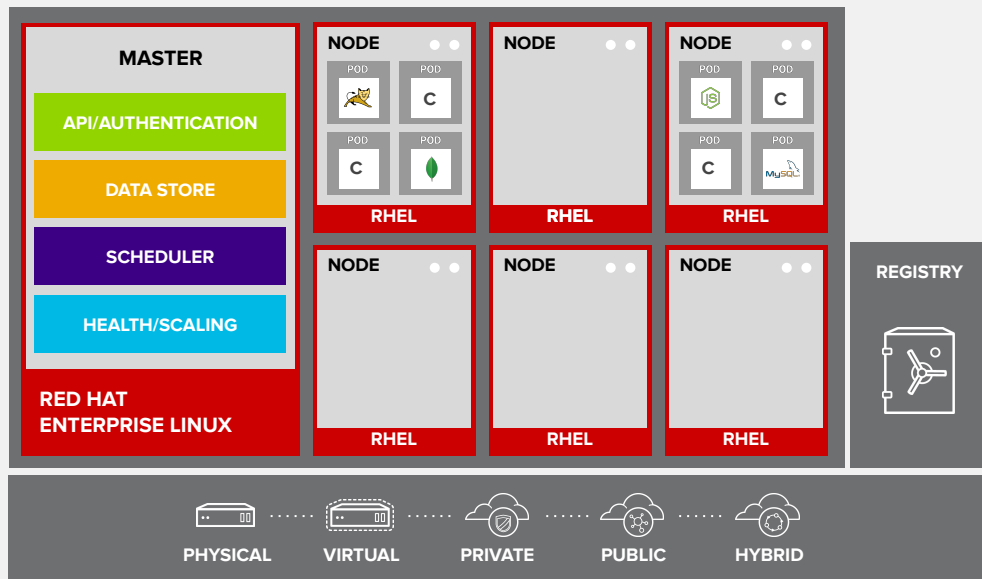 MASTER
API/AUTHENTICATION
DATA STORE
SCHEDULER
HEALTH/SCALING
RED HAT
ENTERPRISE LINUX
NODE
POD
POD
C
POD
POD
C
RHEL
NODE
RHEL
NODE
POD
POD
JS
C
POD
POD
C
MySQL
RHEL
NODE
RHEL
NODE
RHEL
NODE
RHEL
REGISTRY
PHYSICAL
VIRTUAL
PRIVATE
PUBLIC
HYBRID